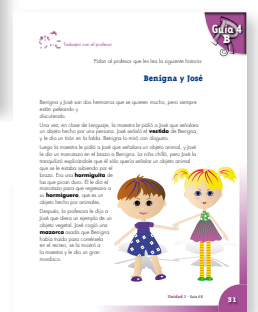 Guía 4
B
Trabajen con el profesor
Pidan al profesor que les lea la siguiente historia:
Benigna y José
Benigna y José son dos hermanos que se quieren mucho, pero siempre
están peleando y
discutiendo.
Una vez, en clase de Lenguaje, la maestra le pidió a José que señalara
un objeto hecho por una persona. José señaló el vestido de Benigna,
y le dio un tirón en la falda. Benigna lo miró con disgusto.
Luego la maestra le pidió a José que señalara un objeto animal, y José
le dio un manotazo en el brazo a Benigna. La niña chilló, pero José la
tranquilizó explicándole que él sólo quería señalar un objeto animal
que se le estaba subiendo por el
brazo. Era una hormiguita de
las que pican duro. Él le dio el
manotazo para que regresara a
su hormiguero, que es un
objeto hecho por animales.
Después, la profesora le dijo a
José que diera un ejemplo de un
objeto vegetal. José cogió una
mazorca asada que Benigna
había traído para comérsela
en el recreo, se la mostró a
la maestra y le dio un gran
mordisco.
Unidad 2 - Guía 4 B
31